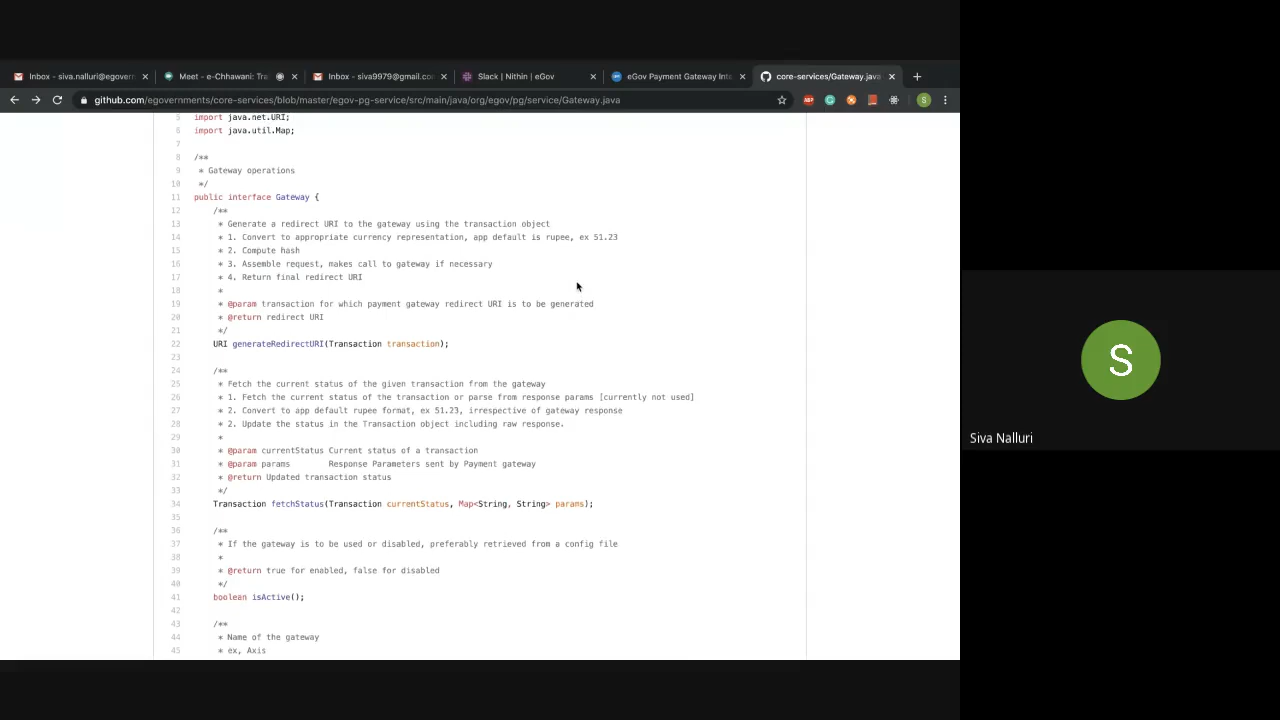 Inbox - siva.nalluri@egovern
Meet - e-Chhawani: Tra
Inbox - siva9979@gmail.co
Slack | Nithin | eGov
eGov Payment Gateway Inte
core-services/Gateway.java
github.com/egovernments/core-services/blob/master/egov-pg-service/src/main/java/org/egov/pg/service/Gateway.java
S
5 import java.net.URI;
6 import java.util.Map;
7
8 /**
9 * Gateway operations
10 */
11 public interface Gateway {
12 /**
13 * Generate a redirect URI to the gateway using the transaction object
14 * 1. Convert to appropriate currency representation, app default is rupee, ex 51.23
15 * 2. Compute hash
16 * 3. Assemble request, makes call to gateway if necessary
17 * 4. Return final redirect URI
18 *
19 * @param transaction for which payment gateway redirect URI is to be generated
20 * @return redirect URI
21 */
22 URI generateRedirectURI(Transaction transaction);
23
24 /**
25 * Fetch the current status of the given transaction from the gateway
26 * 1. Fetch the current status of the transaction or parse from response params [currently not used]
27 * 2. Convert to app default rupee format, ex 51.23, irrespective of gateway response
28 * 2. Update the status in the Transaction object including raw response.
29 *
30 * @param currentStatus Current status of a transaction
31 * @param params Response Parameters sent by Payment gateway
32 * @return Updated transaction status
33 */
34 Transaction fetchStatus(Transaction currentStatus, Map<String, String> params);
35
36 /**
37 * If the gateway is to be used or disabled, preferably retrieved from a config file
38 *
39 * @return true for enabled, false for disabled
40 */
41 boolean isActive();
42
43 /**
44 * Name of the gateway
45 * ex, Axis
S
Siva Nalluri